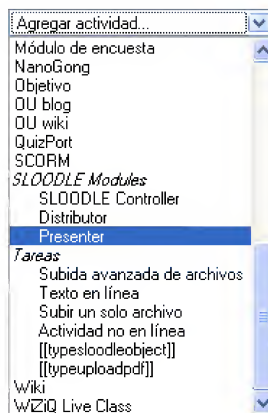 Agregar actividad...
Módulo de encuesta
NanoGong
Objetivo
OU blog
OU wiki
QuizPort
SCORM
SLOODLE Modules
SLOODLE Controller
Distributor
Presenter
Tareas
Subida avanzada de archivos
Texto en línea
Subir un solo archivo
Actividad no en línea
[[typesloodleobject]]
[[typeuploadpdf]]
Wiki
WiZiQ Live Class